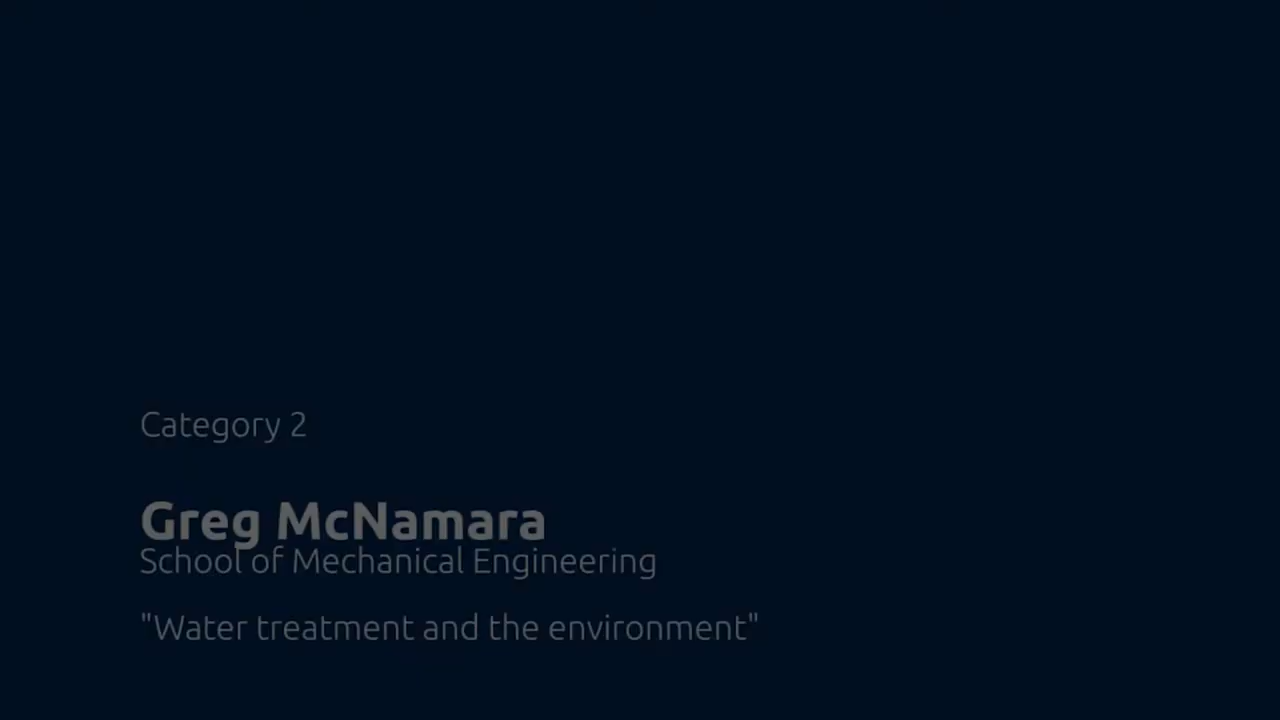 Category 2
Greg McNamara
School of Mechanical Engineering
"Water treatment and the environment"